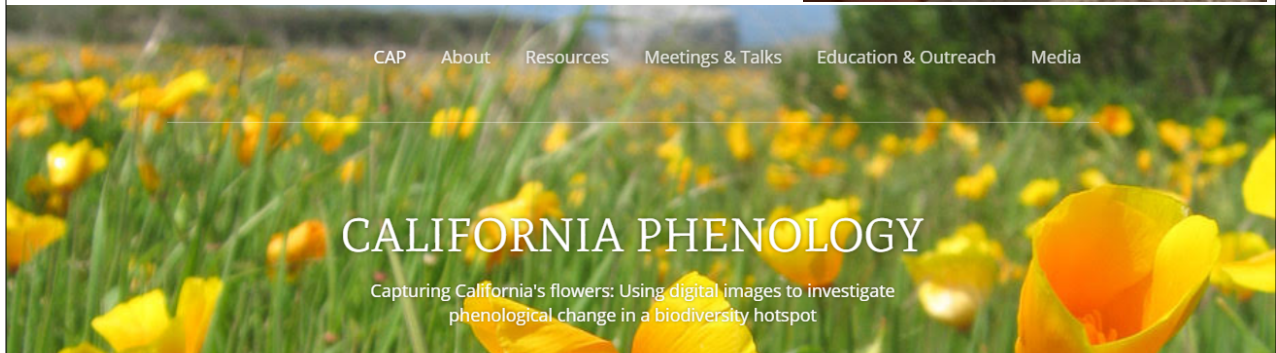 CAP About Resources Meetings & Talks Education & Outreach Media
CALIFORNIA PHENOLOGY
Capturing California's flowers: Using digital images to investigate
phenological change in a biodiversity hotspot